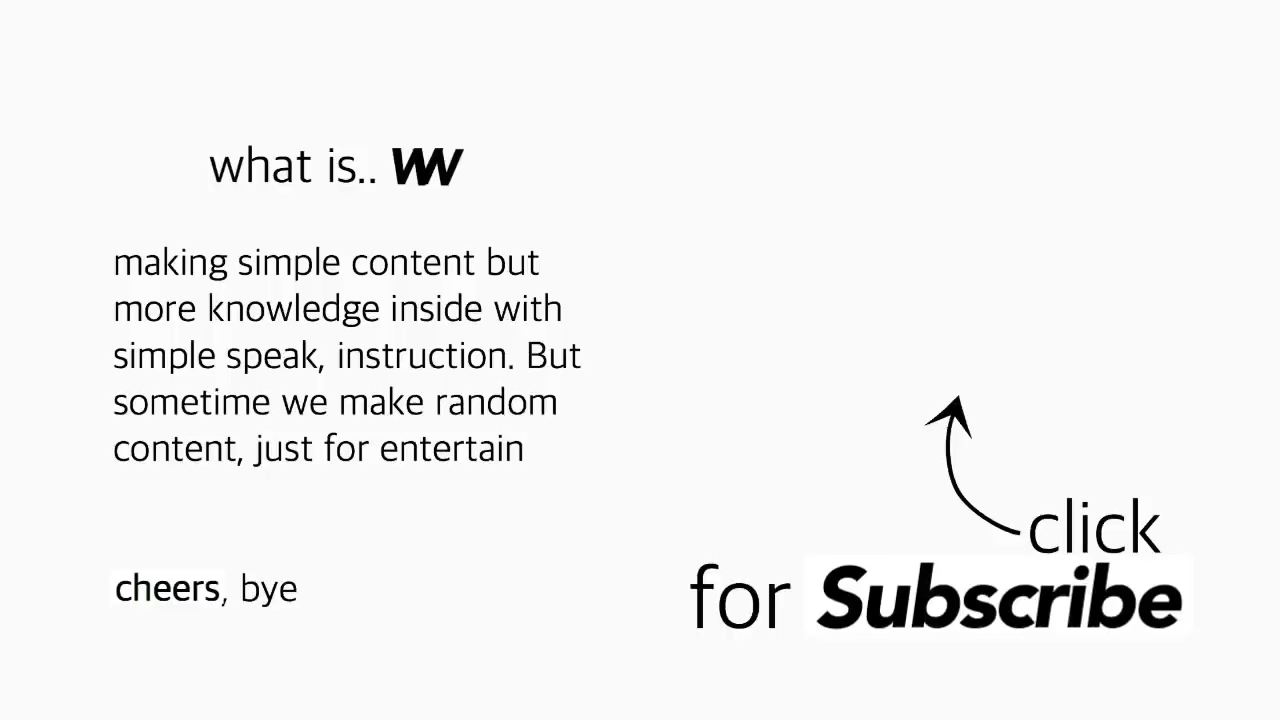 what is.. VV
making simple content but
more knowledge inside with
simple speak, instruction. But
sometime we make random
content, just for entertain
cheers, bye
click
for Subscribe